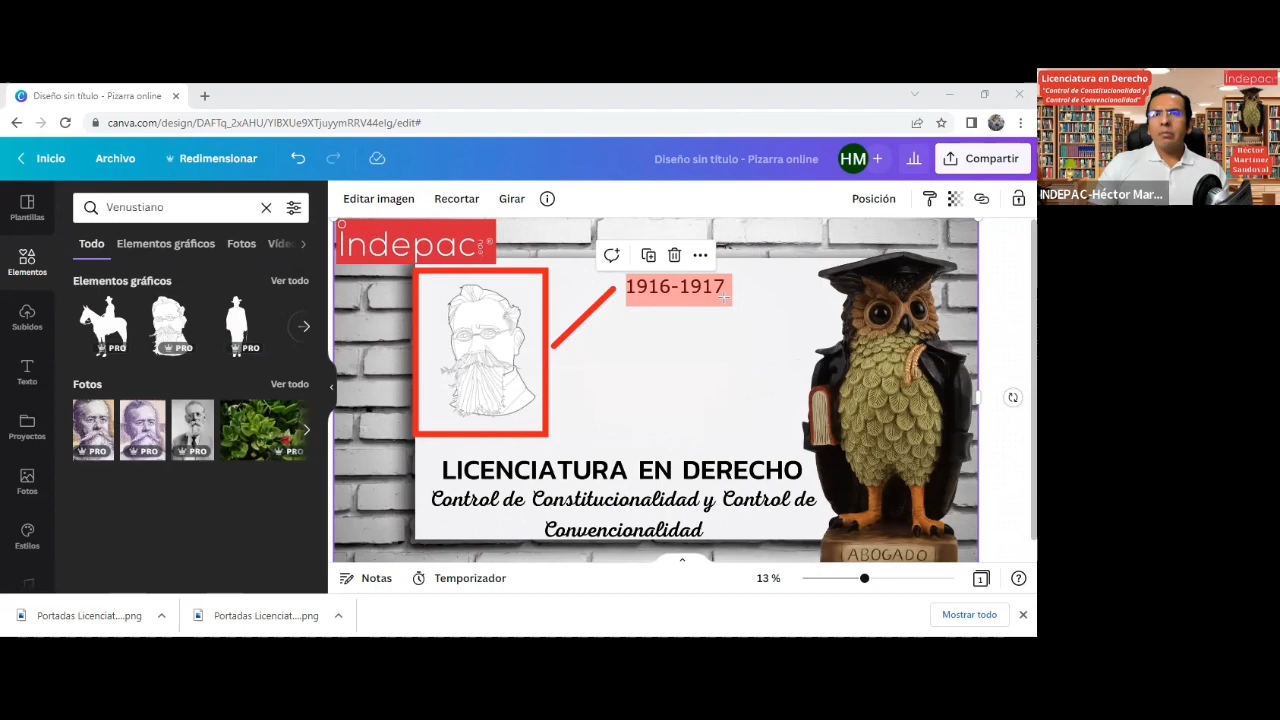 Diseño sin título - Pizarra online
canva.com/design/DAFTq_2xAHU/YIBXUe9XTjuyymRRV44eIg/edit#
Inicio
Archivo
Redimensionar
Diseño sin título - Pizarra online
HM
Compartir
Plantillas
Elementos
Subidos
Texto
Proyectos
Fotos
Estilos
Venustiano
Todo
Elementos gráficos
Fotos
Vídeo
Elementos gráficos
Ver todo
PRO
PRO
PRO
Fotos
Ver todo
PRO
PRO
PRO
PRO
Editar imagen
Recortar
Girar
Posición
indepac.edu
1916-1917
LICENCIATURA EN DERECHO
Control de Constitucionalidad y Control de
Convencionalidad
ABOGADO
Notas
Temporizador
13 %
1
Portadas Licenciat....png
Portadas Licenciat....png
Mostrar todo
Licenciatura en Derecho
"Control de Constitucionalidad y
Control de Convencionalidad"
indepac
Héctor
Martínez
Sandoval
INDEPAC-Héctor Mar...